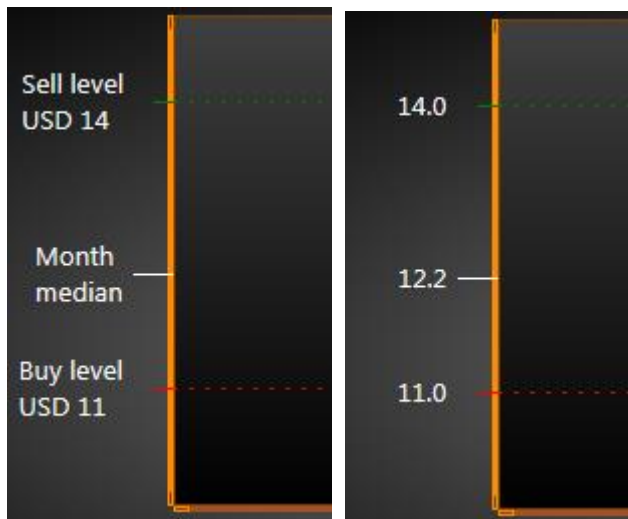 Sell level
USD 14
Month
median
Buy level
USD 11
14.0
12.2
11.0